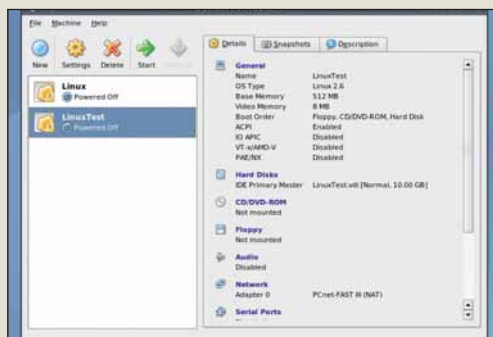 File Machine Help
New Settings Delete Start
Details Snapshots Description
Linux
Powered Off
LinuxTest
Powered Off
General
Name LinuxTest
OS Type Linux 2.6
Base Memory 512 MB
Video Memory 8 MB
Boot Order Floppy, CD/DVD-ROM, Hard Disk
ACPI Enabled
IO APIC Disabled
VT-x/AMD-V Disabled
PAE/NX Disabled
Hard Disks
IDE Primary Master LinuxTest.vdi [Normal, 10.00 GB]
CD/DVD-ROM
Not mounted
Floppy
Not mounted
Audio
Disabled
Network
Adapter 0 PCnet-FAST III (NAT)
Serial Ports